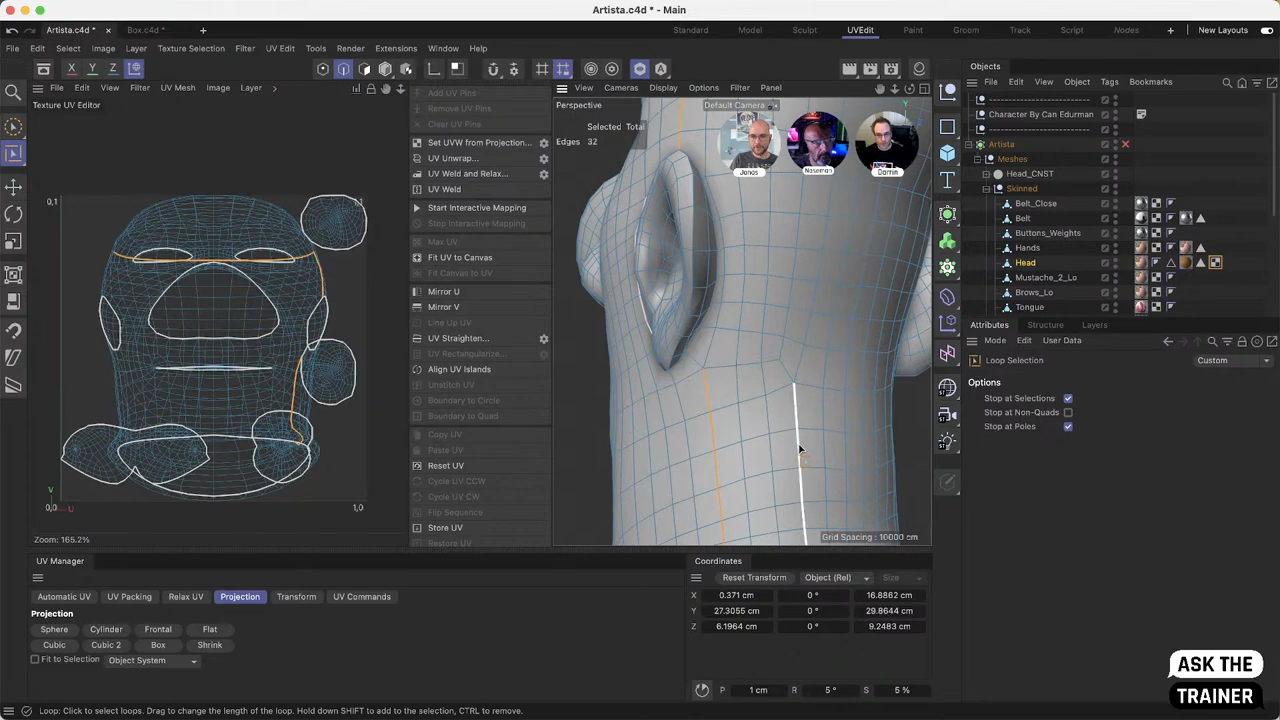 Artista.c4d * - Main
Artista.c4d *
Box.c4d *
Standard
Model
Sculpt
UVEdit
Paint
Groom
Track
Script
Nodes
New Layouts
File Edit Select Image Layer Texture Selection Filter UV Edit Tools Render Extensions Window Help
X Y Z
File Edit View UV Mesh Image Layer
Texture UV Editor
0,1
V
0,0
U
1,0
Zoom: 165.2%
Add UV Pins
Remove UV Pins
Clear UV Pins
Set UVW from Projection...
UV Unwrap...
UV Weld and Relax...
UV Weld
Start Interactive Mapping
Stop Interactive Mapping
Max UV
Fit UV to Canvas
Fit Canvas to UV
Mirror U
Mirror V
Line Up UV
UV Straighten...
UV Rectangularize...
Align UV Islands
Unstitch UV
Boundary to Circle
Boundary to Quad
Copy UV
Paste UV
Reset UV
Cycle UV CCW
Cycle UV CW
Flip Sequence
Store UV
Restore UV
View Cameras Display Options Filter Panel
Perspective
Default Camera
Y
Selected Total
Edges 32
Jonas
Noseman
Darrin
Grid Spacing : 10000 cm
Objects
File Edit View Object Tags Bookmarks
Character By Can Edurman
Artista
Meshes
Head_CNST
Skinned
Belt_Close
Belt
Buttons_Weights
Hands
Head
Mustache_2_Lo
Brows_Lo
Tongue
Attributes Structure Layers
Mode Edit User Data
Loop Selection
Custom
Options
Stop at Selections
Stop at Non-Quads
Stop at Poles
UV Manager
Automatic UV
UV Packing
Relax UV
Projection
Transform
UV Commands
Projection
Sphere Cylinder Frontal Flat
Cubic Cubic 2 Box Shrink
Fit to Selection Object System
Coordinates
Reset Transform Object (Rel) Size
X 0.371 cm 0 ° 16.8862 cm
Y 27.3055 cm 0 ° 29.8644 cm
Z 6.1964 cm 0 ° 9.2483 cm
P 1 cm R 5 ° S 5 %
ASK THE
TRAINER
Loop: Click to select loops. Drag to change the length of the loop. Hold down SHIFT to add to the selection, CTRL to remove.